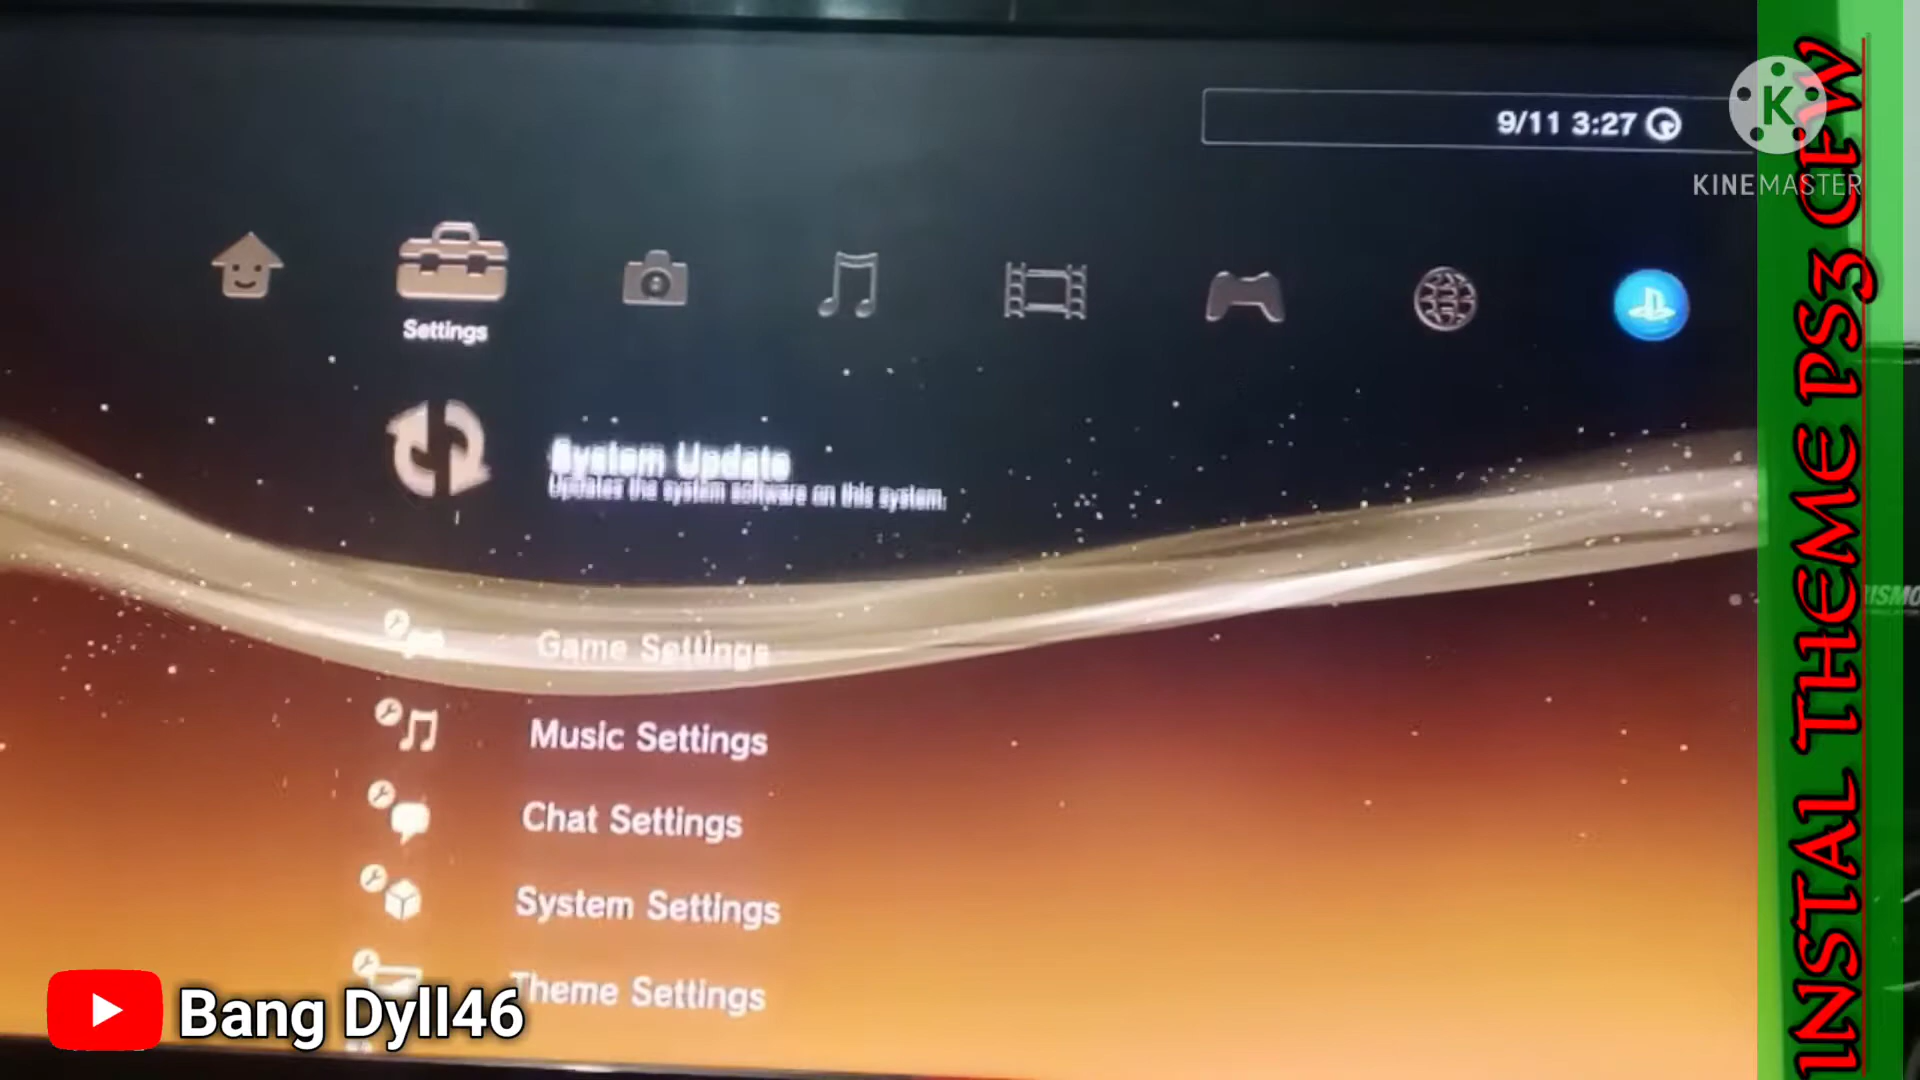 9/11 3:27
K
KINEMASTER
Settings
System Update
Updates the system software on this system.
Game Settings
Music Settings
Chat Settings
System Settings
Theme Settings
Bang Dyll46
INSTAL THEME PS3 CFW